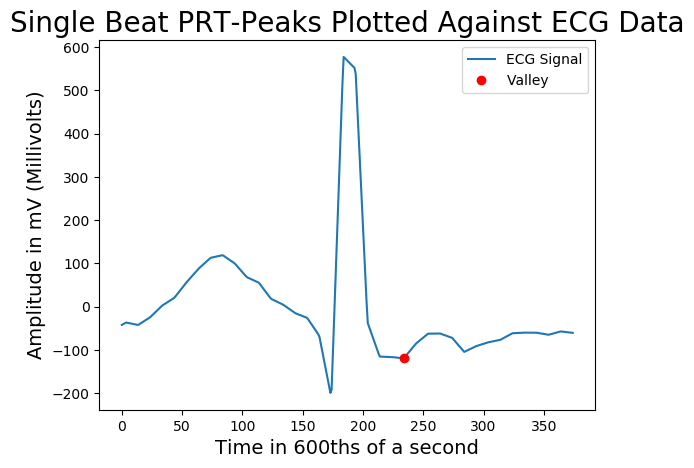 Single Beat PRT-Peaks Plotted Against ECG Data
Amplitude in mV (Millivolts)
600
500
400
300
200
100
0
−100
−200
ECG Signal
Valley
0 50 100 150 200 250 300 350
Time in 600ths of a second